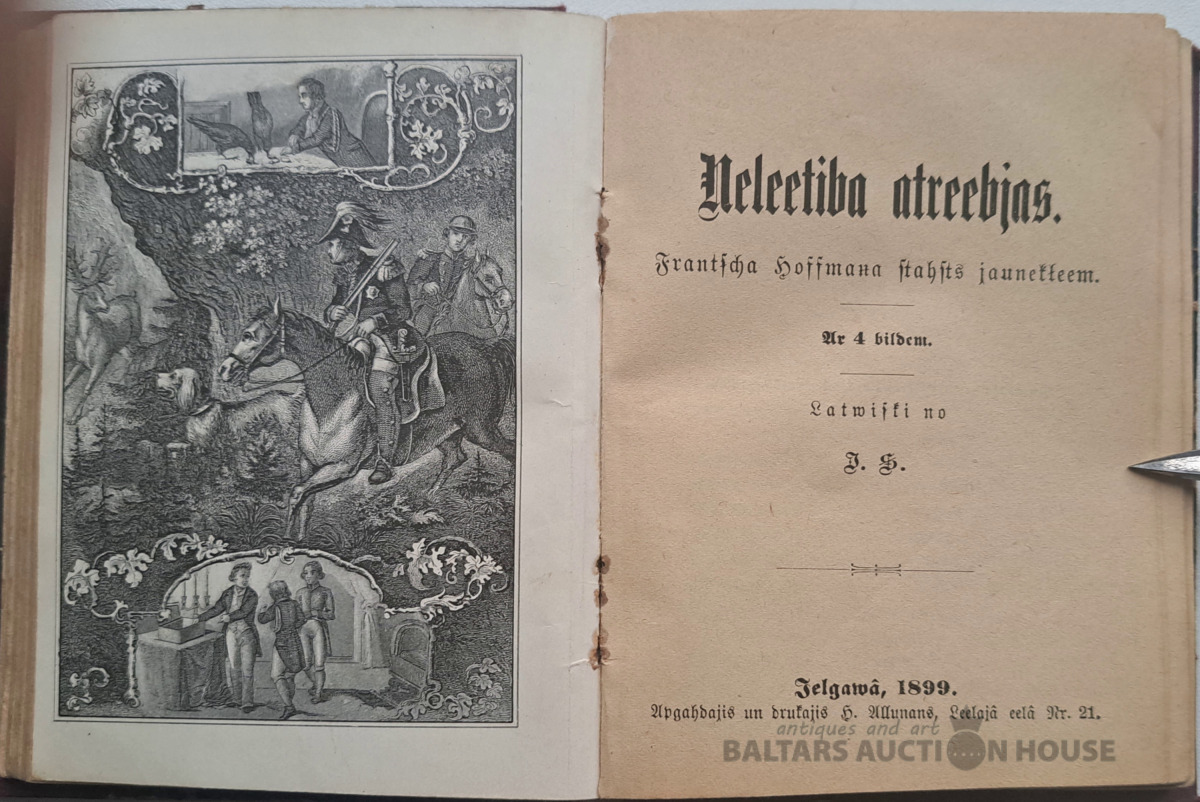 Neleetiba atreebjas.
Frantſcha Hoffmana ſtahſts jaunekłeem.
Ar 4 bildem.
Latwiſki no
J. S.
Jelgawâ, 1899.
Apgahdajis un drukajis H. Allunans, Leelajâ eelâ Nr. 21.
antiques and art
BALTARS AUCTION HOUSE